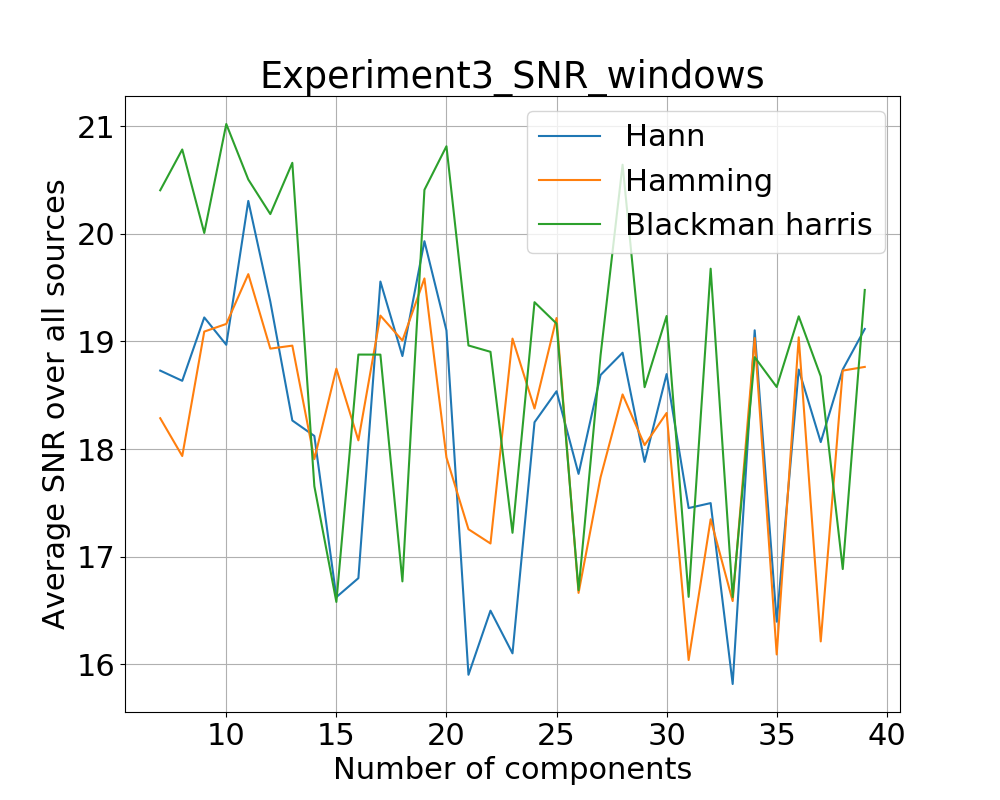 Experiment3_SNR_windows
Hann
Hamming
Blackman harris
Average SNR over all sources
21
20
19
18
17
16
10 15 20 25 30 35 40
Number of components